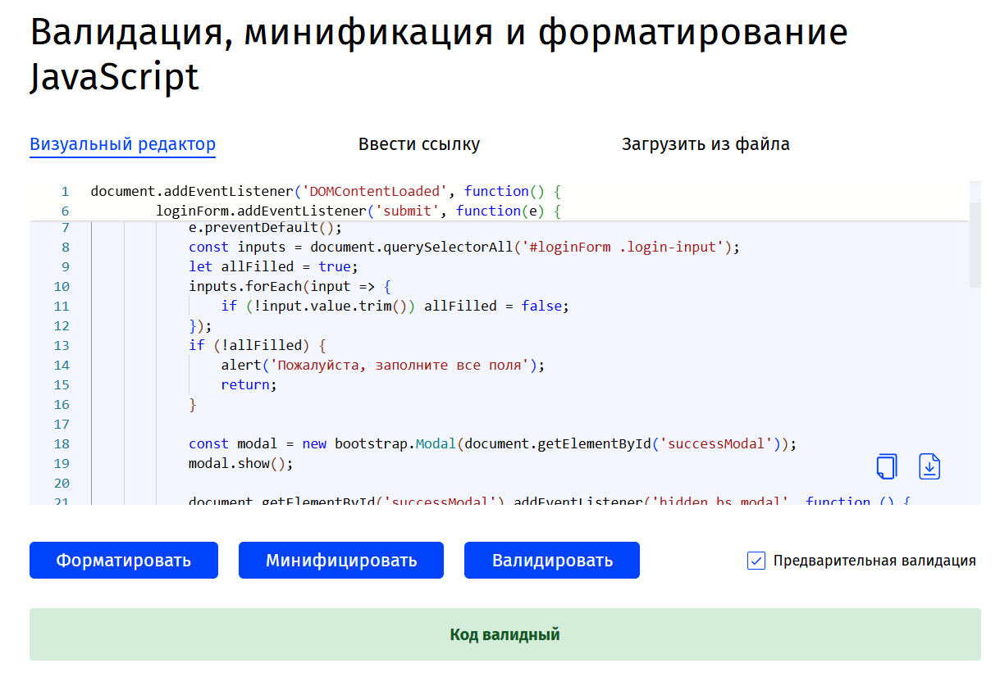 Валидация, минификация и форматирование
JavaScript
Визуальный редактор Ввести ссылку Загрузить из файла
1 document.addEventListener('DOMContentLoaded', function() {
6 loginForm.addEventListener('submit', function(e) {
7 e.preventDefault();
8 const inputs = document.querySelectorAll('#loginForm .login-input');
9 let allFilled = true;
10 inputs.forEach(input => {
11 if (!input.value.trim()) allFilled = false;
12 });
13 if (!allFilled) {
14 alert('Пожалуйста, заполните все поля');
15 return;
16 }
17
18 const modal = new bootstrap.Modal(document.getElementById('successModal'));
19 modal.show();
20
21 document.getElementById('successModal').addEventListener('hidden.bs.modal', function () {
Форматировать Минифицировать Валидировать Предварительная валидация
Код валидный